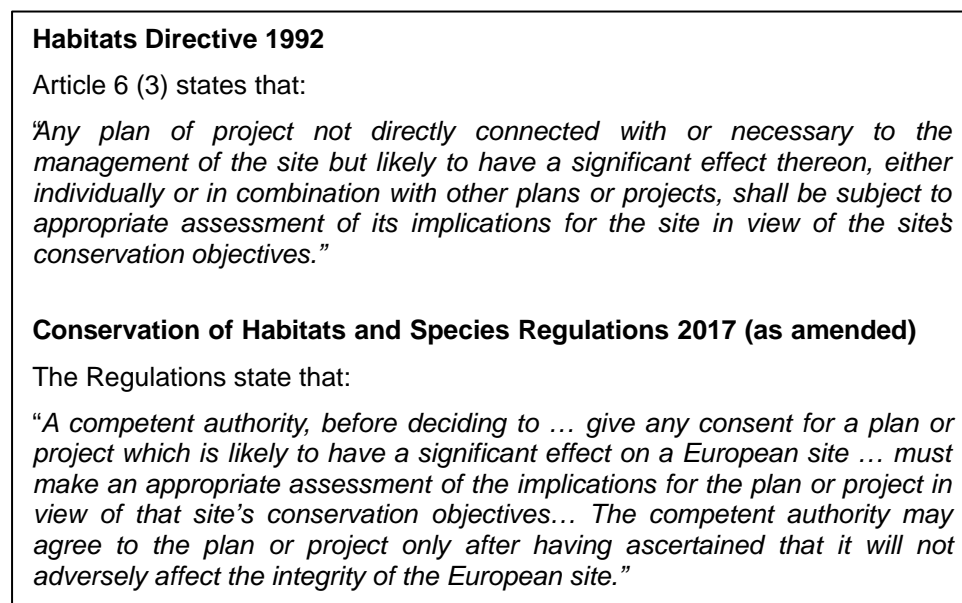 Habitats Directive 1992
Article 6 (3) states that:
“Any plan of project not directly connected with or necessary to the
management of the site but likely to have a significant effect thereon, either
individually or in combination with other plans or projects, shall be subject to
appropriate assessment of its implications for the site in view of the site’s
conservation objectives.”
Conservation of Habitats and Species Regulations 2017 (as amended)
The Regulations state that:
“A competent authority, before deciding to … give any consent for a plan or
project which is likely to have a significant effect on a European site … must
make an appropriate assessment of the implications for the plan or project in
view of that site’s conservation objectives… The competent authority may
agree to the plan or project only after having ascertained that it will not
adversely affect the integrity of the European site.”